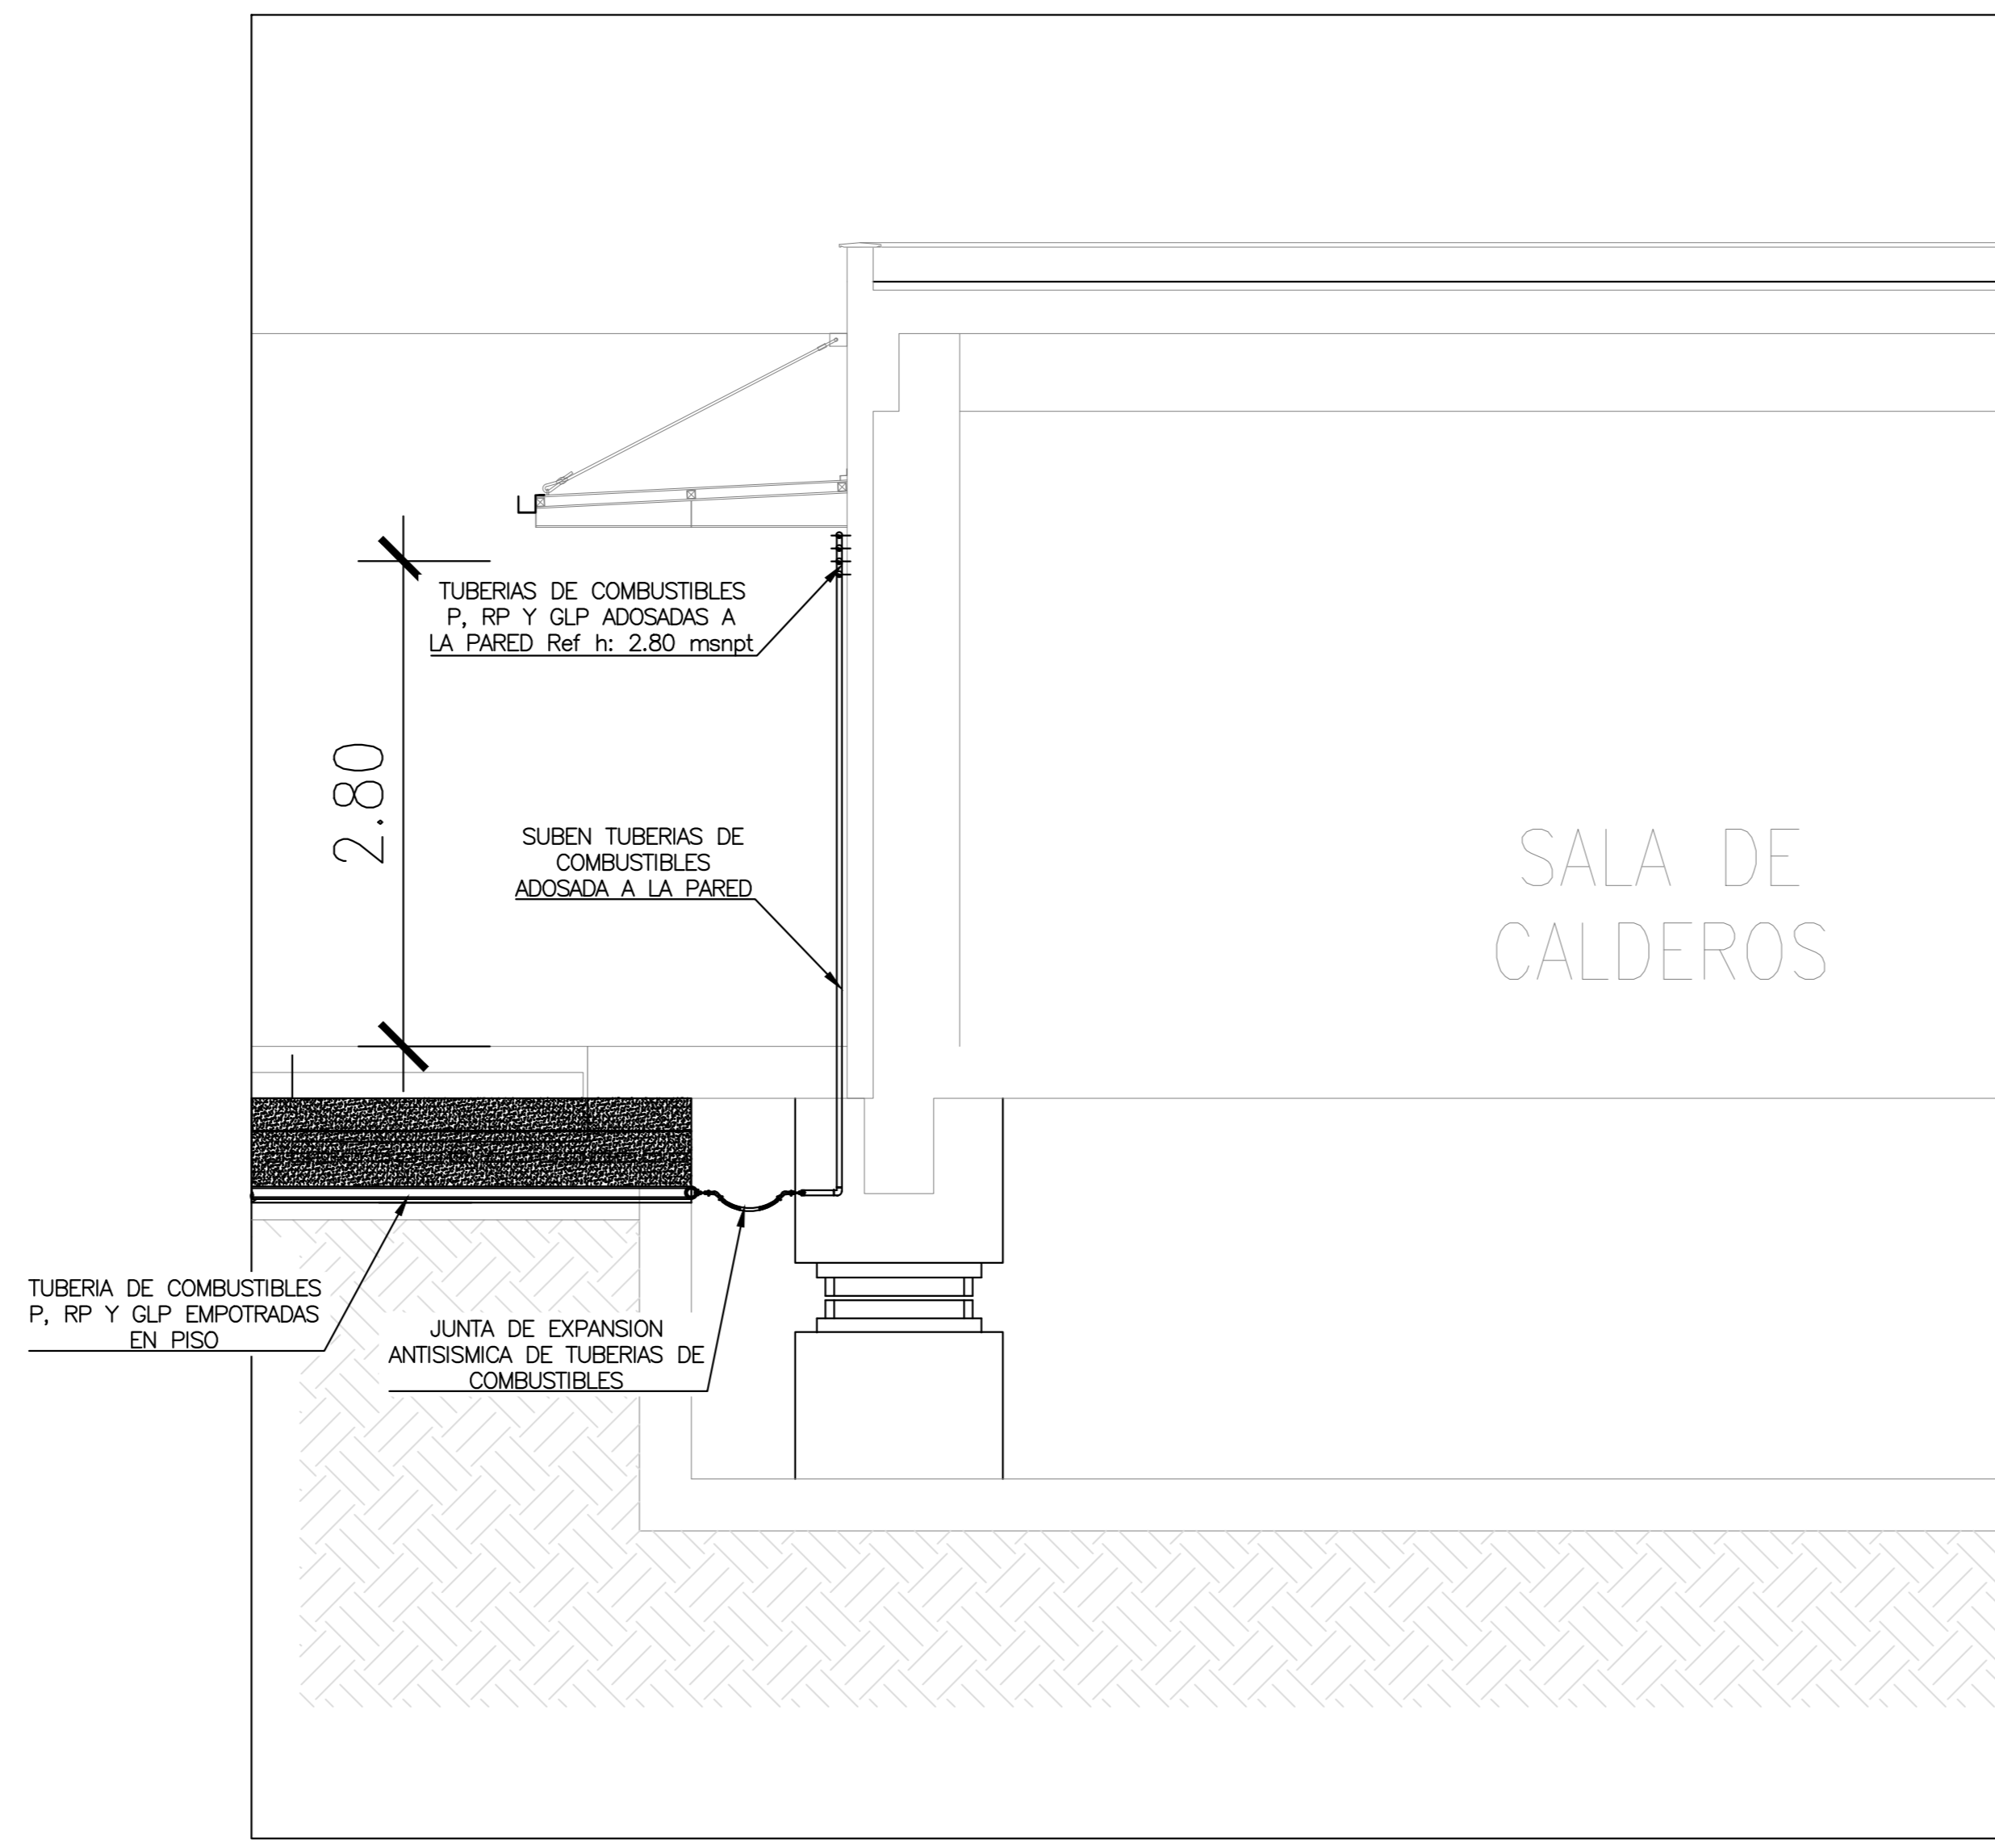 TUBERIAS DE COMBUSTIBLES
P, RP Y GLP ADOSADAS A
LA PARED Ref h: 2.80 msnpt
2.80
SUBEN TUBERIAS DE
COMBUSTIBLES
ADOSADA A LA PARED
SALA DE
CALDEROS
TUBERIA DE COMBUSTIBLES
P, RP Y GLP EMPOTRADAS
EN PISO
JUNTA DE EXPANSION
ANTISISMICA DE TUBERIAS DE
COMBUSTIBLES